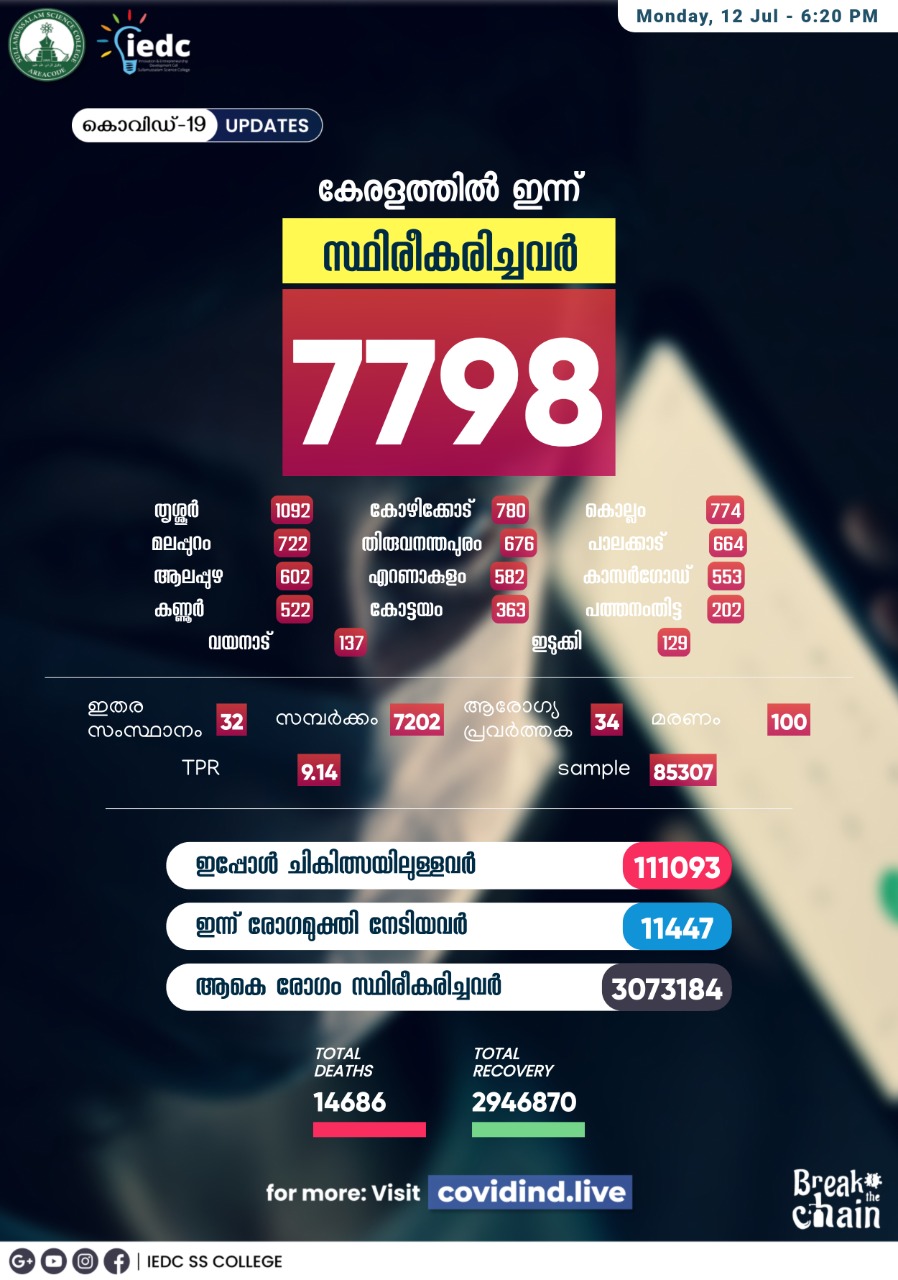 Monday, 12 Jul - 6:20 PM
SULLAMUSSALAM SCIENCE COLLEGE
AREACODE
iedc
കൊവിഡ്-19 UPDATES
കേരളത്തിൽ ഇന്ന്
സ്ഥിരീകരിച്ചവർ
7798
തൃശ്ശൂർ 1092 കോഴിക്കോട് 780 കൊല്ലം 774
മലപ്പുറം 722 തിരുവനന്തപുരം 676 പാലക്കാട് 664
ആലപ്പുഴ 602 എറണാകുളം 582 കാസർഗോഡ് 553
കണ്ണൂർ 522 കോട്ടയം 363 പത്തനംതിട്ട 202
വയനാട് 137 ഇടുക്കി 129
ഇതര സംസ്ഥാനം 32 സമ്പർക്കം 7202 ആരോഗ്യ പ്രവർത്തക 34 മരണം 100
TPR 9.14 sample 85307
ഇപ്പോൾ ചികിത്സയിലുള്ളവർ 111093
ഇന്ന് രോഗമുക്തി നേടിയവർ 11447
ആകെ രോഗം സ്ഥിരീകരിച്ചവർ 3073184
TOTAL DEATHS
14686
TOTAL RECOVERY
2946870
for more: Visit covidind.live
Break the chain
G+ | IEDC SS COLLEGE